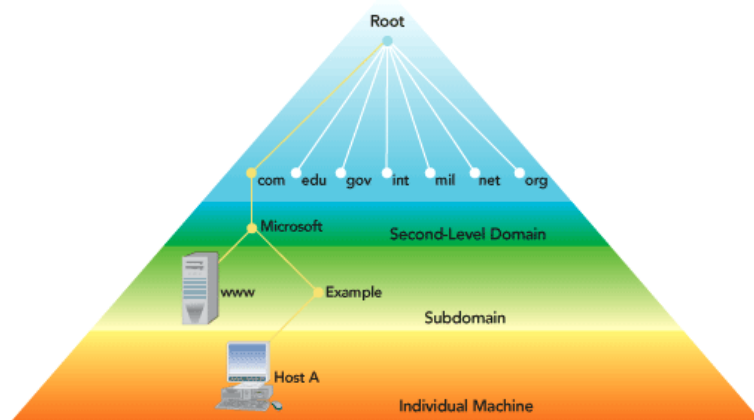 Root
com edu gov int mil net org
Microsoft
Second-Level Domain
www
Example
Subdomain
Host A
Individual Machine